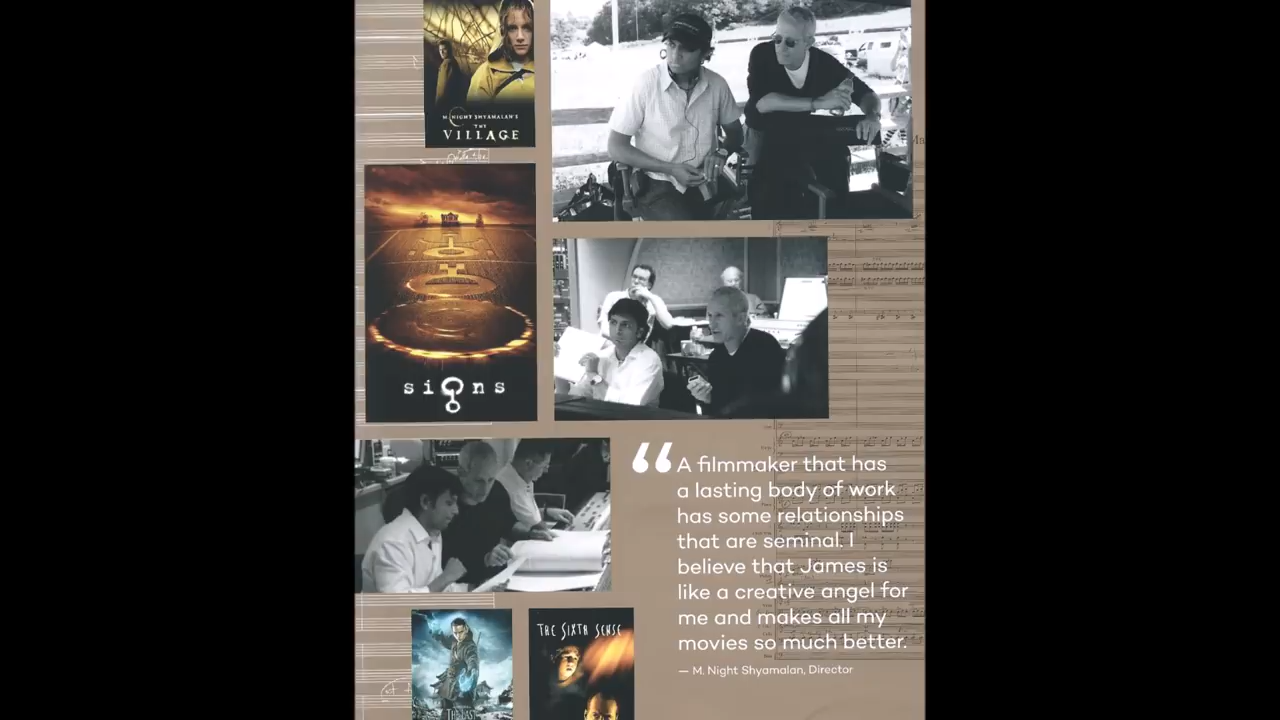 M. NIGHT SHYAMALAN'S
THE
VILLAGE
signs
“A filmmaker that has
a lasting body of work
has some relationships
that are seminal. I
believe that James is
like a creative angel for
me and makes all my
movies so much better.
— M. Night Shyamalan, Director
THE SIXTH SENSE
THE LAST